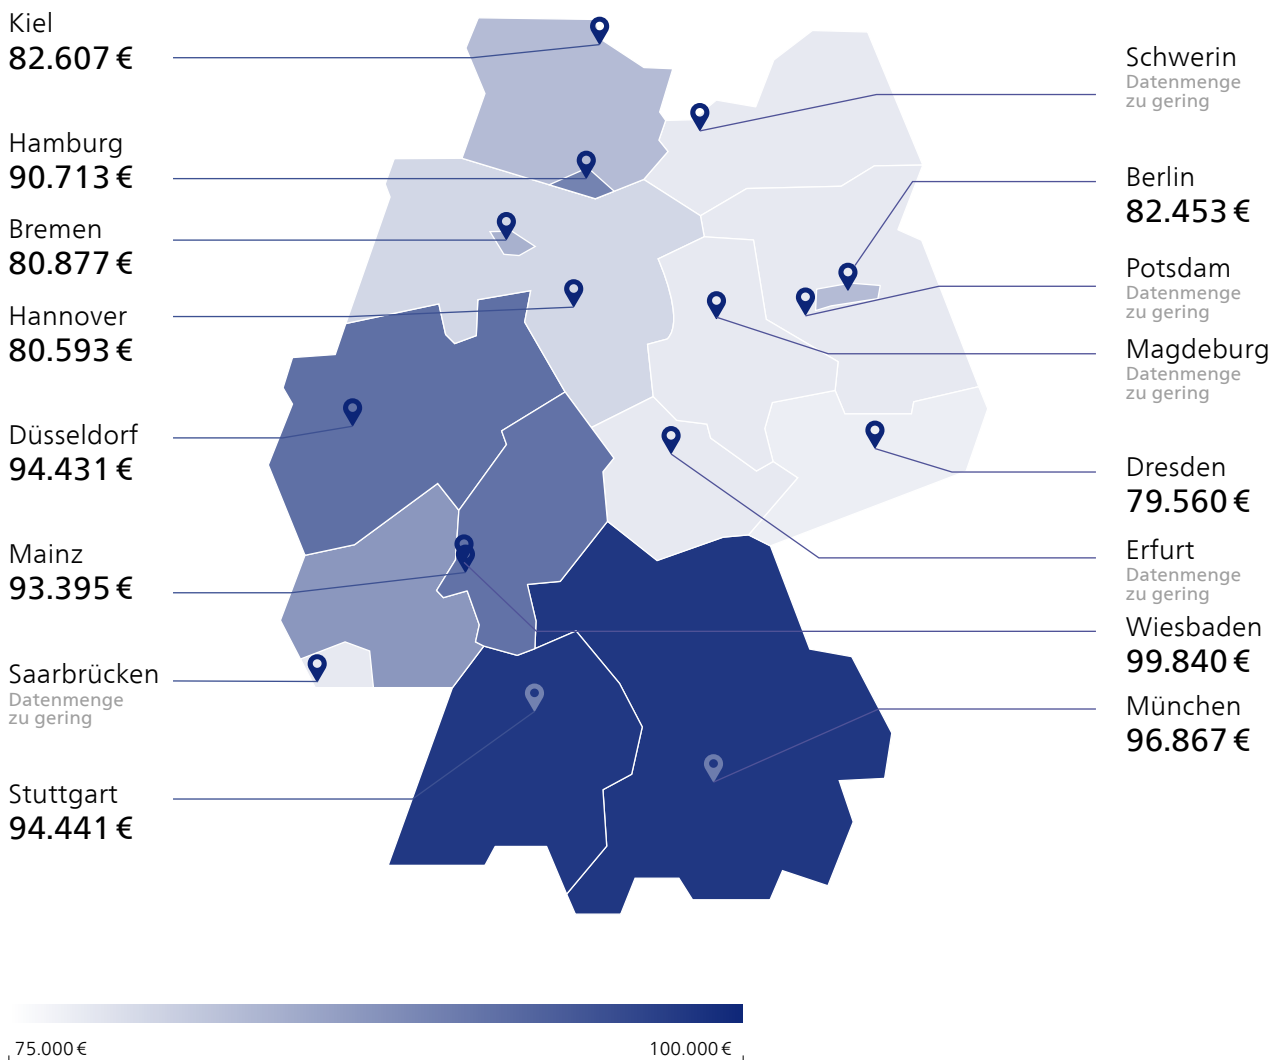 Kiel
82.607 €
Hamburg
90.713 €
Bremen
80.877 €
Hannover
80.593 €
Düsseldorf
94.431 €
Mainz
93.395 €
Saarbrücken
Datenmenge
zu gering
Stuttgart
94.441 €
Schwerin
Datenmenge
zu gering
Berlin
82.453 €
Potsdam
Datenmenge
zu gering
Magdeburg
Datenmenge
zu gering
Dresden
79.560 €
Erfurt
Datenmenge
zu gering
Wiesbaden
99.840 €
München
96.867 €
75.000 €
100.000 €